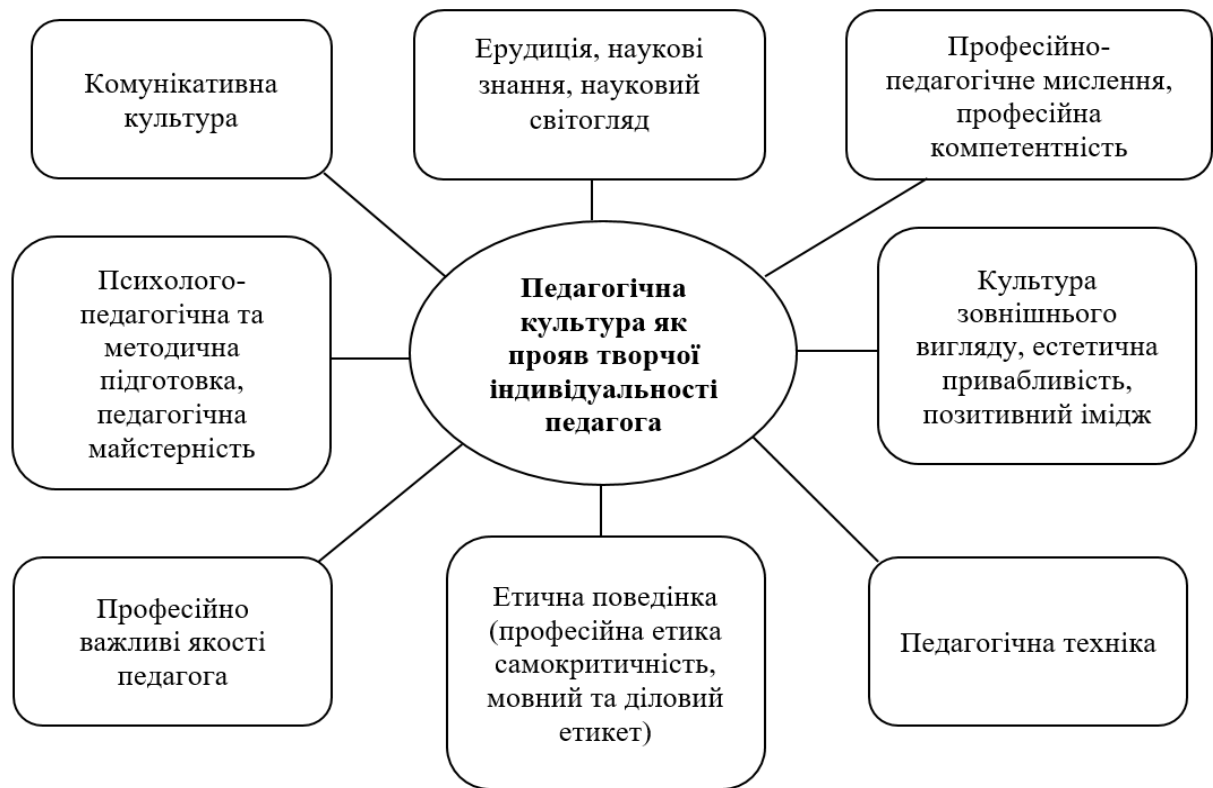 Комунікативна
культура
Ерудиція, наукові
знання, науковий
світогляд
Професійно-
педагогічне мислення,
професійна
компетентність
Психолого-
педагогічна та
методична
підготовка,
педагогічна
майстерність
Педагогічна
культура як
прояв творчої
індивідуальності
педагога
Культура
зовнішнього
вигляду, естетична
привабливість,
позитивний імідж
Професійно
важливі якості
педагога
Етична поведінка
(професійна етика
самокритичність,
мовний та діловий
етикет)
Педагогічна техніка